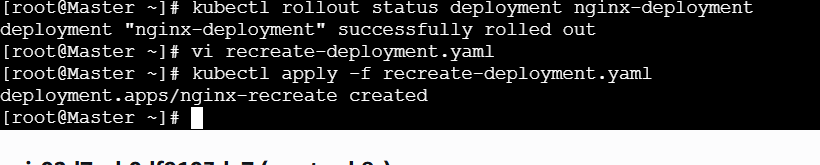 [root@Master ~]# kubectl rollout status deployment nginx-deployment
deployment "nginx-deployment" successfully rolled out
[root@Master ~]# vi recreate-deployment.yaml
[root@Master ~]# kubectl apply -f recreate-deployment.yaml
deployment.apps/nginx-recreate created
[root@Master ~]#